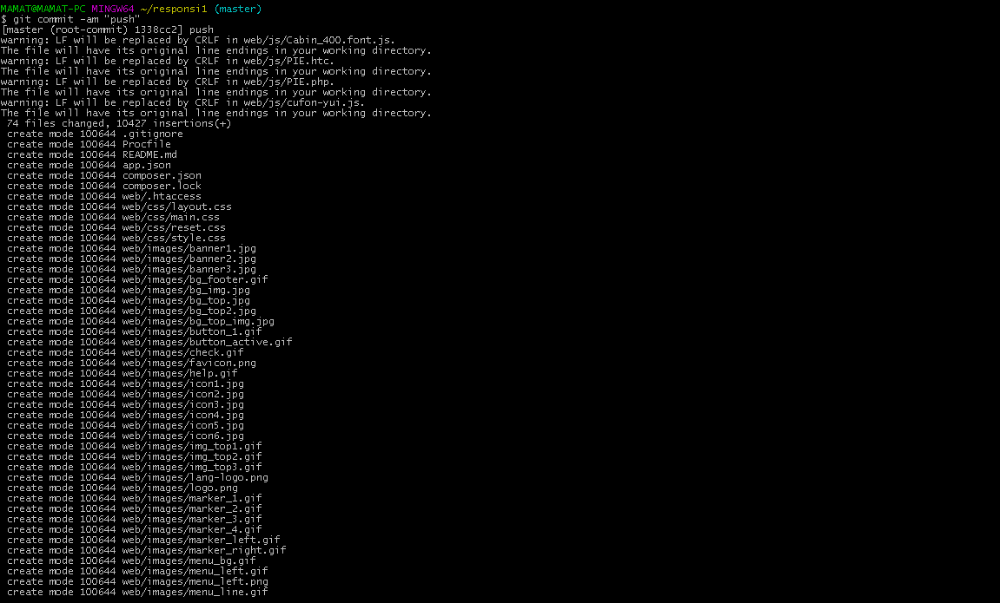 MAMAT@MAMAT-PC MINGW64 ~/responsi1 (master)
$ git commit -am "push"
[master (root-commit) 1338cc2] push
warning: LF will be replaced by CRLF in web/js/Cabin_400.font.js.
The file will have its original line endings in your working directory.
warning: LF will be replaced by CRLF in web/js/PIE.htc.
The file will have its original line endings in your working directory.
warning: LF will be replaced by CRLF in web/js/PIE.php.
The file will have its original line endings in your working directory.
warning: LF will be replaced by CRLF in web/js/cufon-yui.js.
The file will have its original line endings in your working directory.
 74 files changed, 10427 insertions(+)
 create mode 100644 .gitignore
 create mode 100644 Procfile
 create mode 100644 README.md
 create mode 100644 app.json
 create mode 100644 composer.json
 create mode 100644 composer.lock
 create mode 100644 web/.htaccess
 create mode 100644 web/css/layout.css
 create mode 100644 web/css/main.css
 create mode 100644 web/css/reset.css
 create mode 100644 web/css/style.css
 create mode 100644 web/images/banner1.jpg
 create mode 100644 web/images/banner2.jpg
 create mode 100644 web/images/banner3.jpg
 create mode 100644 web/images/bg_footer.gif
 create mode 100644 web/images/bg_img.jpg
 create mode 100644 web/images/bg_top.jpg
 create mode 100644 web/images/bg_top2.jpg
 create mode 100644 web/images/bg_top_img.jpg
 create mode 100644 web/images/button_1.gif
 create mode 100644 web/images/button_active.gif
 create mode 100644 web/images/check.gif
 create mode 100644 web/images/favicon.png
 create mode 100644 web/images/help.gif
 create mode 100644 web/images/icon1.jpg
 create mode 100644 web/images/icon2.jpg
 create mode 100644 web/images/icon3.jpg
 create mode 100644 web/images/icon4.jpg
 create mode 100644 web/images/icon5.jpg
 create mode 100644 web/images/icon6.jpg
 create mode 100644 web/images/img_top1.gif
 create mode 100644 web/images/img_top2.gif
 create mode 100644 web/images/img_top3.gif
 create mode 100644 web/images/lang-logo.png
 create mode 100644 web/images/logo.png
 create mode 100644 web/images/marker_1.gif
 create mode 100644 web/images/marker_2.gif
 create mode 100644 web/images/marker_3.gif
 create mode 100644 web/images/marker_4.gif
 create mode 100644 web/images/marker_left.gif
 create mode 100644 web/images/marker_right.gif
 create mode 100644 web/images/menu_bg.gif
 create mode 100644 web/images/menu_left.gif
 create mode 100644 web/images/menu_left.png
 create mode 100644 web/images/menu_line.gif